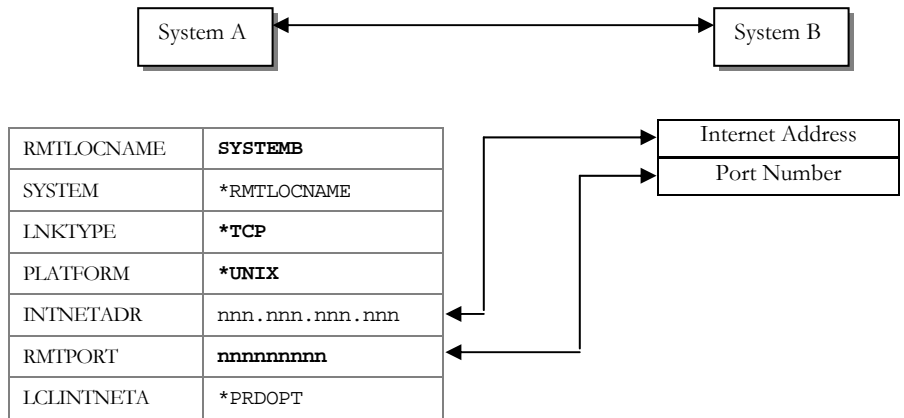 System A
System B
RMTLOCNAME SYSTEMB
SYSTEM *RMTLOCNAME
LNKTYPE *TCP
PLATFORM *UNIX
INTNETADR nnn.nnn.nnn.nnn
RMTPORT nnnnnnnnn
LCLINTNETA *PRDOPT
Internet Address
Port Number